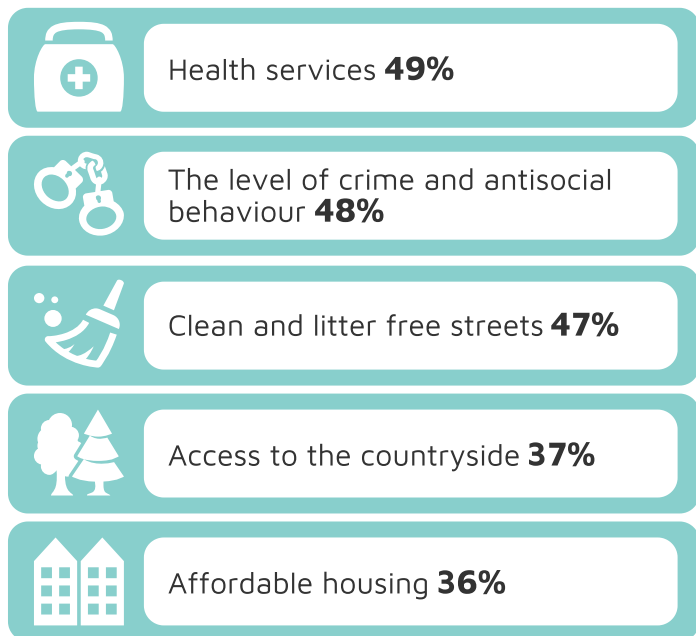 Health services 49%
The level of crime and antisocial
behaviour 48%
Clean and litter free streets 47%
Access to the countryside 37%
Affordable housing 36%